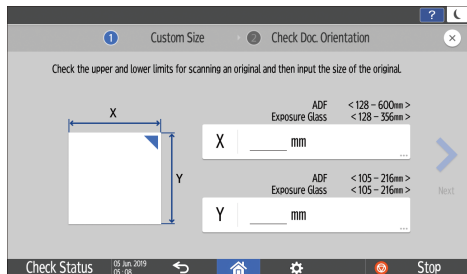 ?
1 Custom Size 2 Check Doc. Orientation ×
Check the upper and lower limits for scanning an original and then input the size of the original.
X
Y
ADF < 128 – 600mm >
Exposure Glass < 128 – 356mm >
X _____ mm
...
ADF < 105 – 216mm >
Exposure Glass < 105 – 216mm >
Y _____ mm
...
Next
Check Status 05 Jun. 2019 Stop
05 : 08